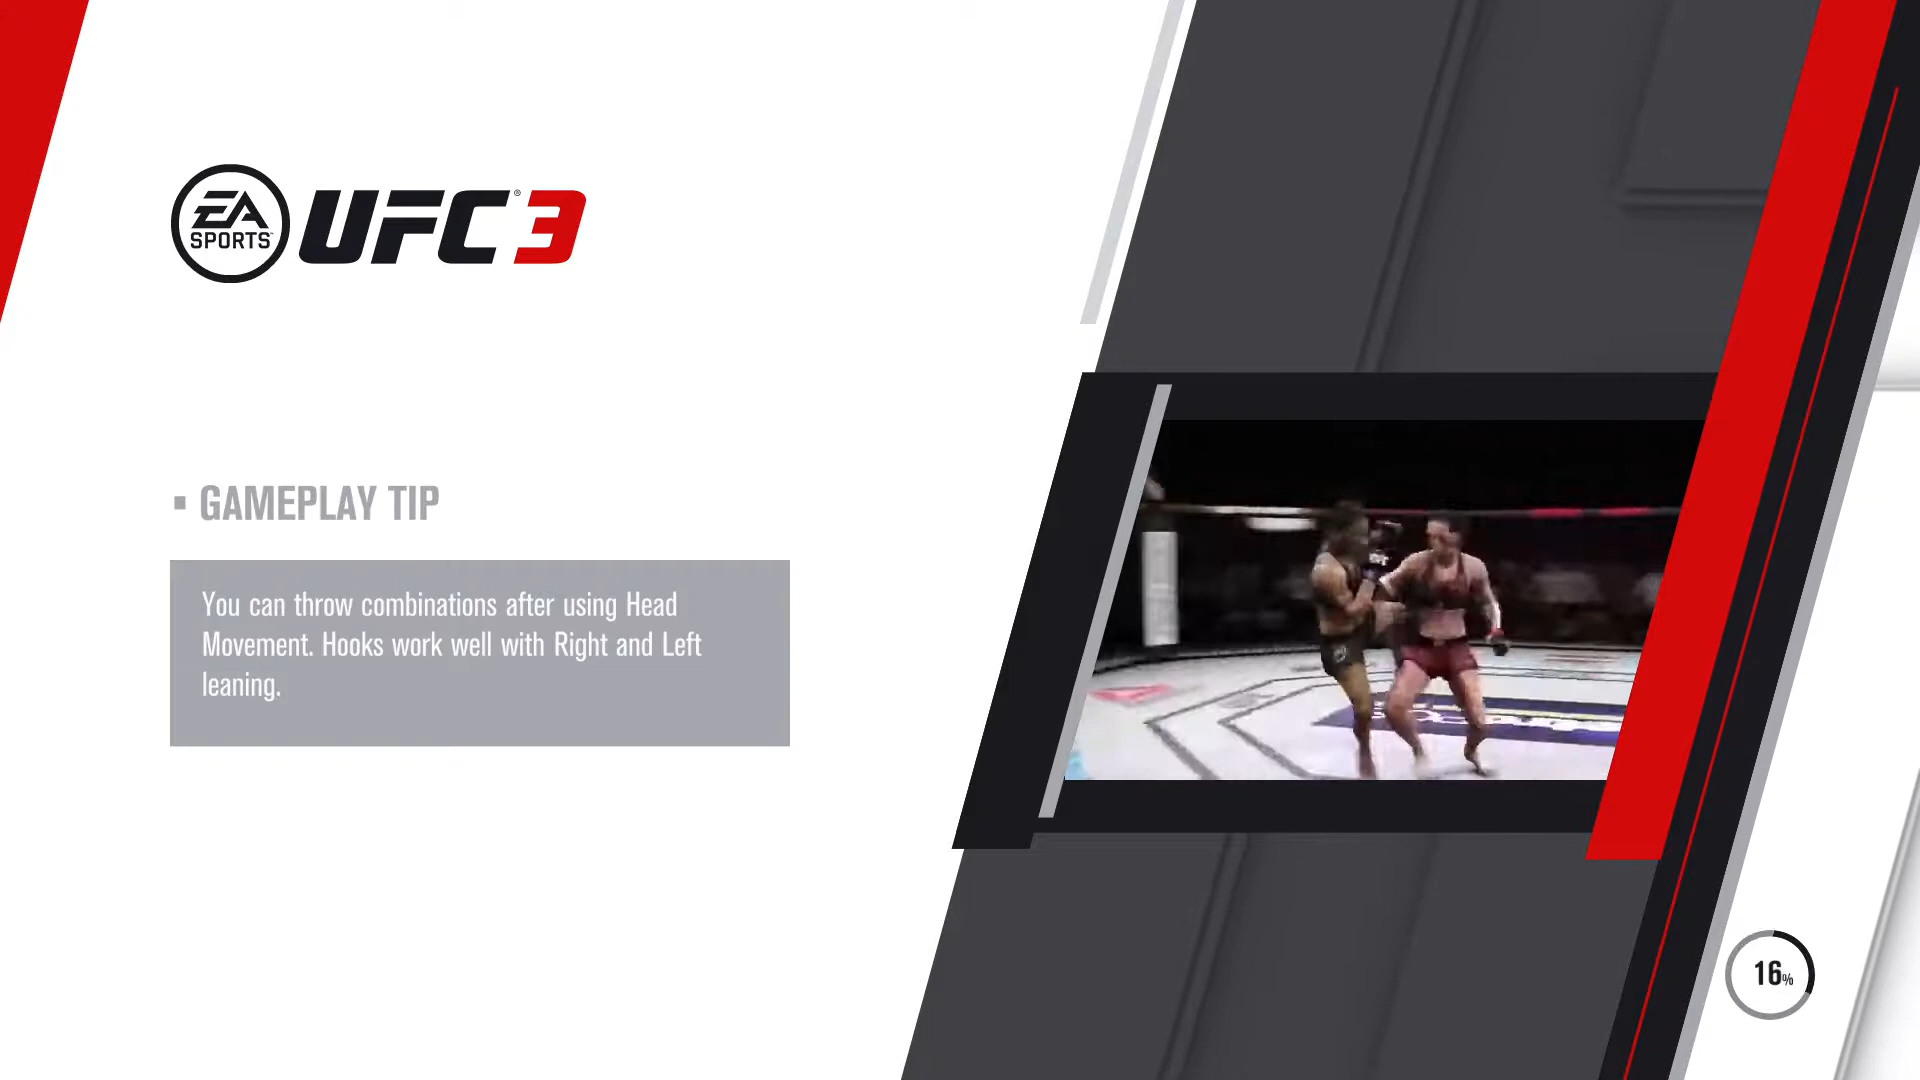 EA SPORTS UFC® 3
GAMEPLAY TIP
You can throw combinations after using Head
Movement. Hooks work well with Right and Left
leaning.
16%